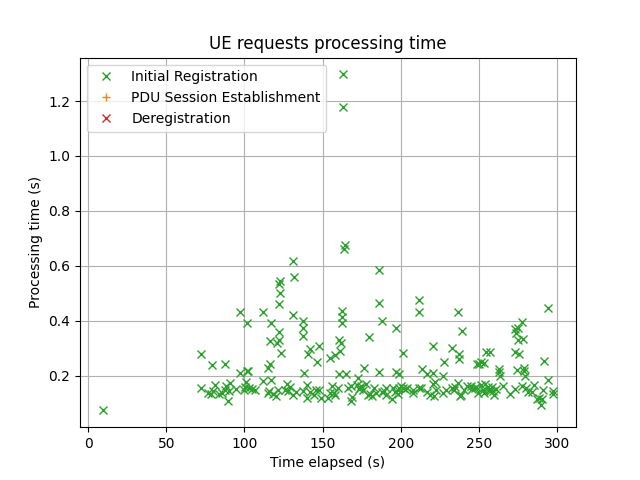 UE requests processing time
Initial Registration
PDU Session Establishment
Deregistration
Processing time (s)
1.2
1.0
0.8
0.6
0.4
0.2
0
50
100
150
200
250
300
Time elapsed (s)